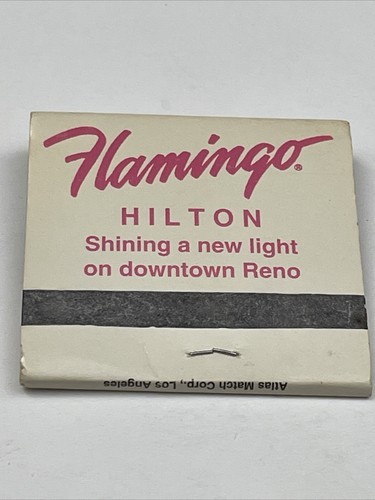 Flamingo®
HILTON
Shining a new light
on downtown Reno
Atlas Match Corp., Los Angeles